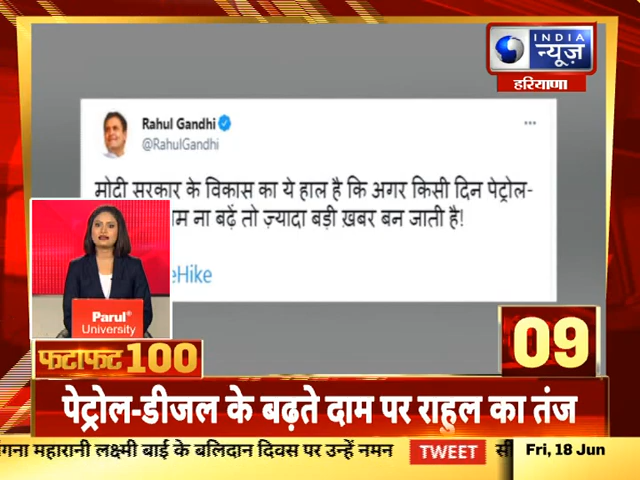 INDIA
न्यूज़
हरियाणा
Rahul Gandhi
@RahulGandhi
मोदी सरकार के विकास का ये हाल है कि अगर किसी दिन पेट्रोल-
ना बढ़ें तो ज़्यादा बड़ी ख़बर बन जाती है!
eHike
Parul®
University
फटाफट 100
09
पेट्रोल-डीजल के बढ़ते दाम पर राहुल का तंज
महारानी लक्ष्मी बाई के बलिदान दिवस पर उन्हें नमन TWEET Fri, 18 Jun